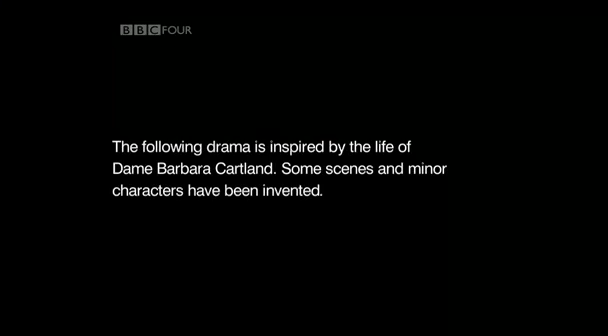 BBC FOUR
The following drama is inspired by the life of
Dame Barbara Cartland. Some scenes and minor
characters have been invented.